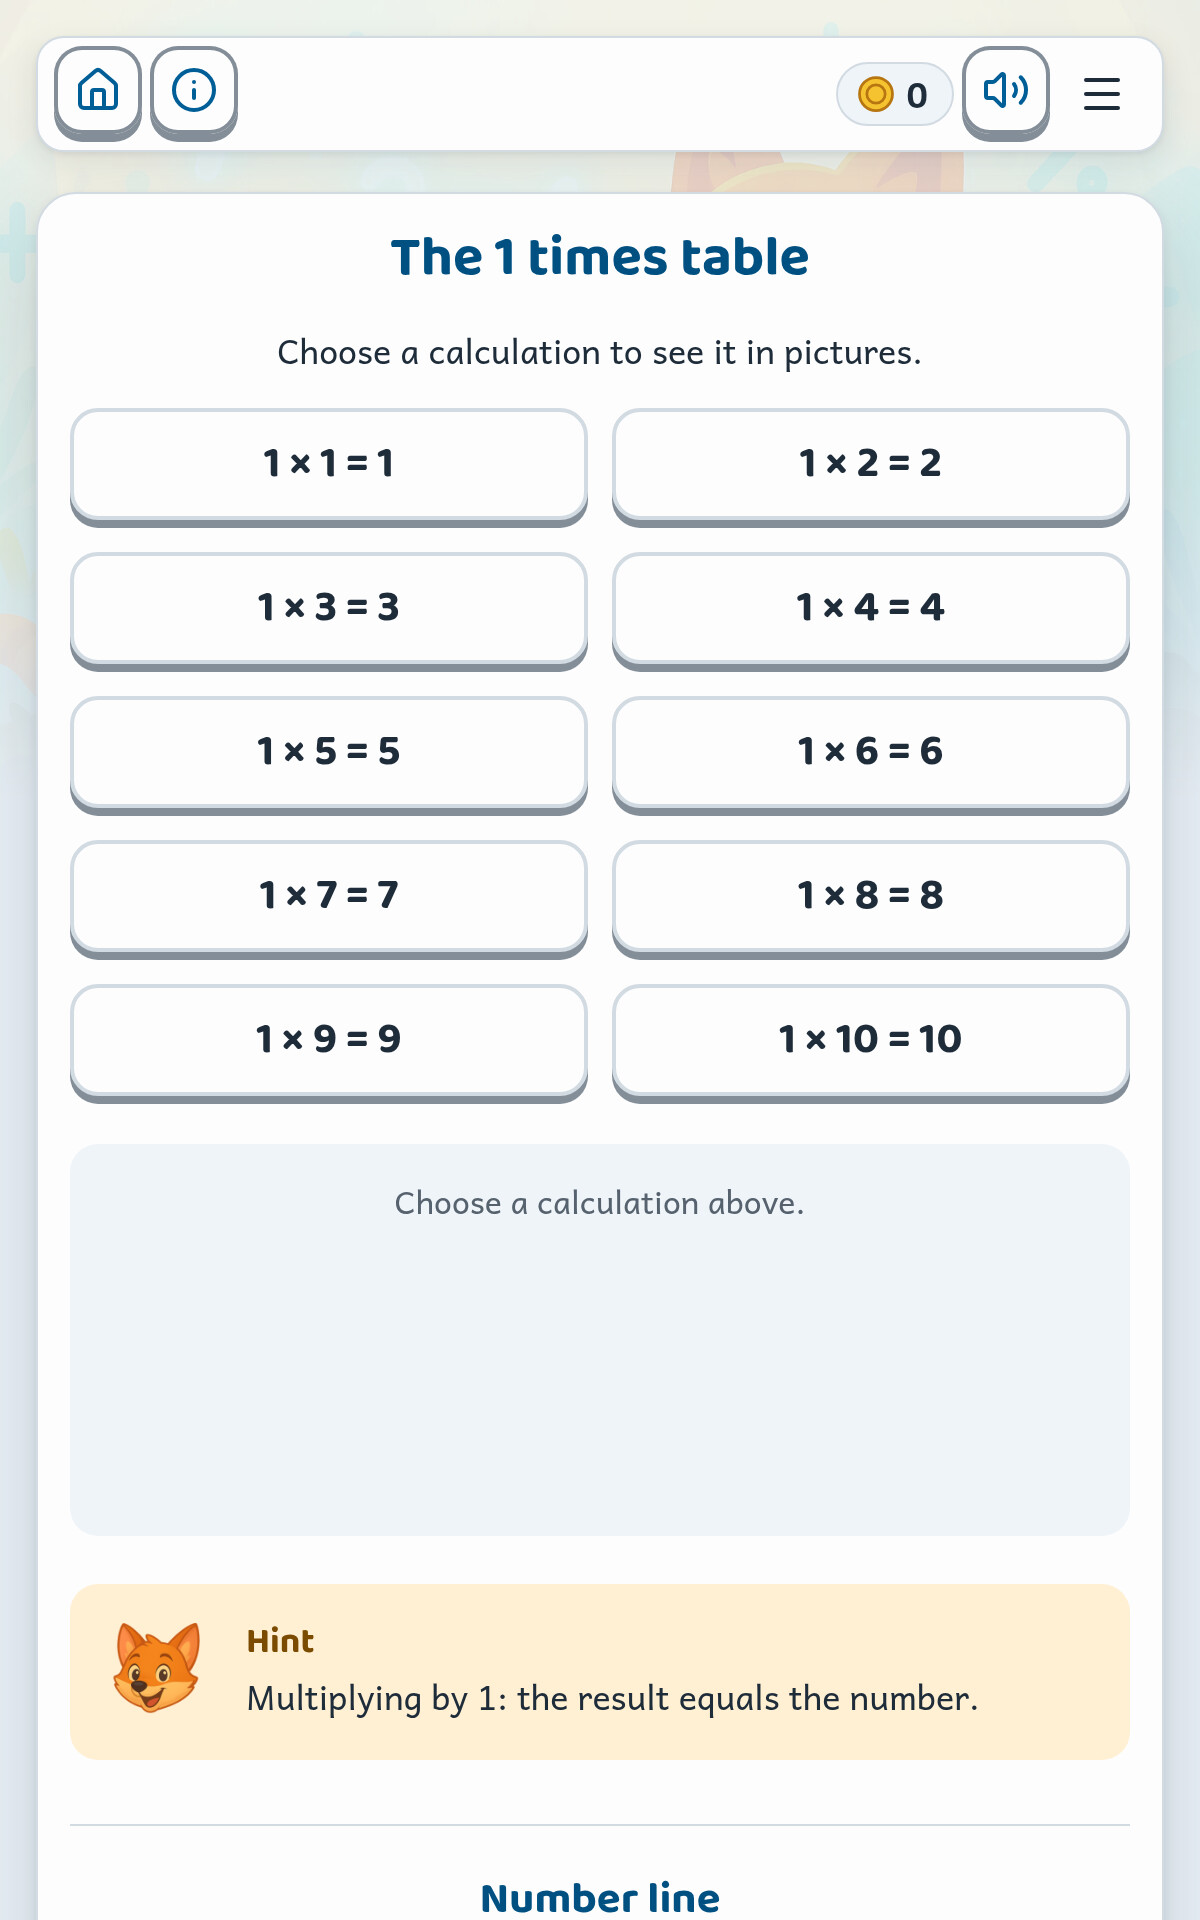 0
The 1 times table
Choose a calculation to see it in pictures.
1 × 1 = 1
1 × 2 = 2
1 × 3 = 3
1 × 4 = 4
1 × 5 = 5
1 × 6 = 6
1 × 7 = 7
1 × 8 = 8
1 × 9 = 9
1 × 10 = 10
Choose a calculation above.
Hint
Multiplying by 1: the result equals the number.
Number line